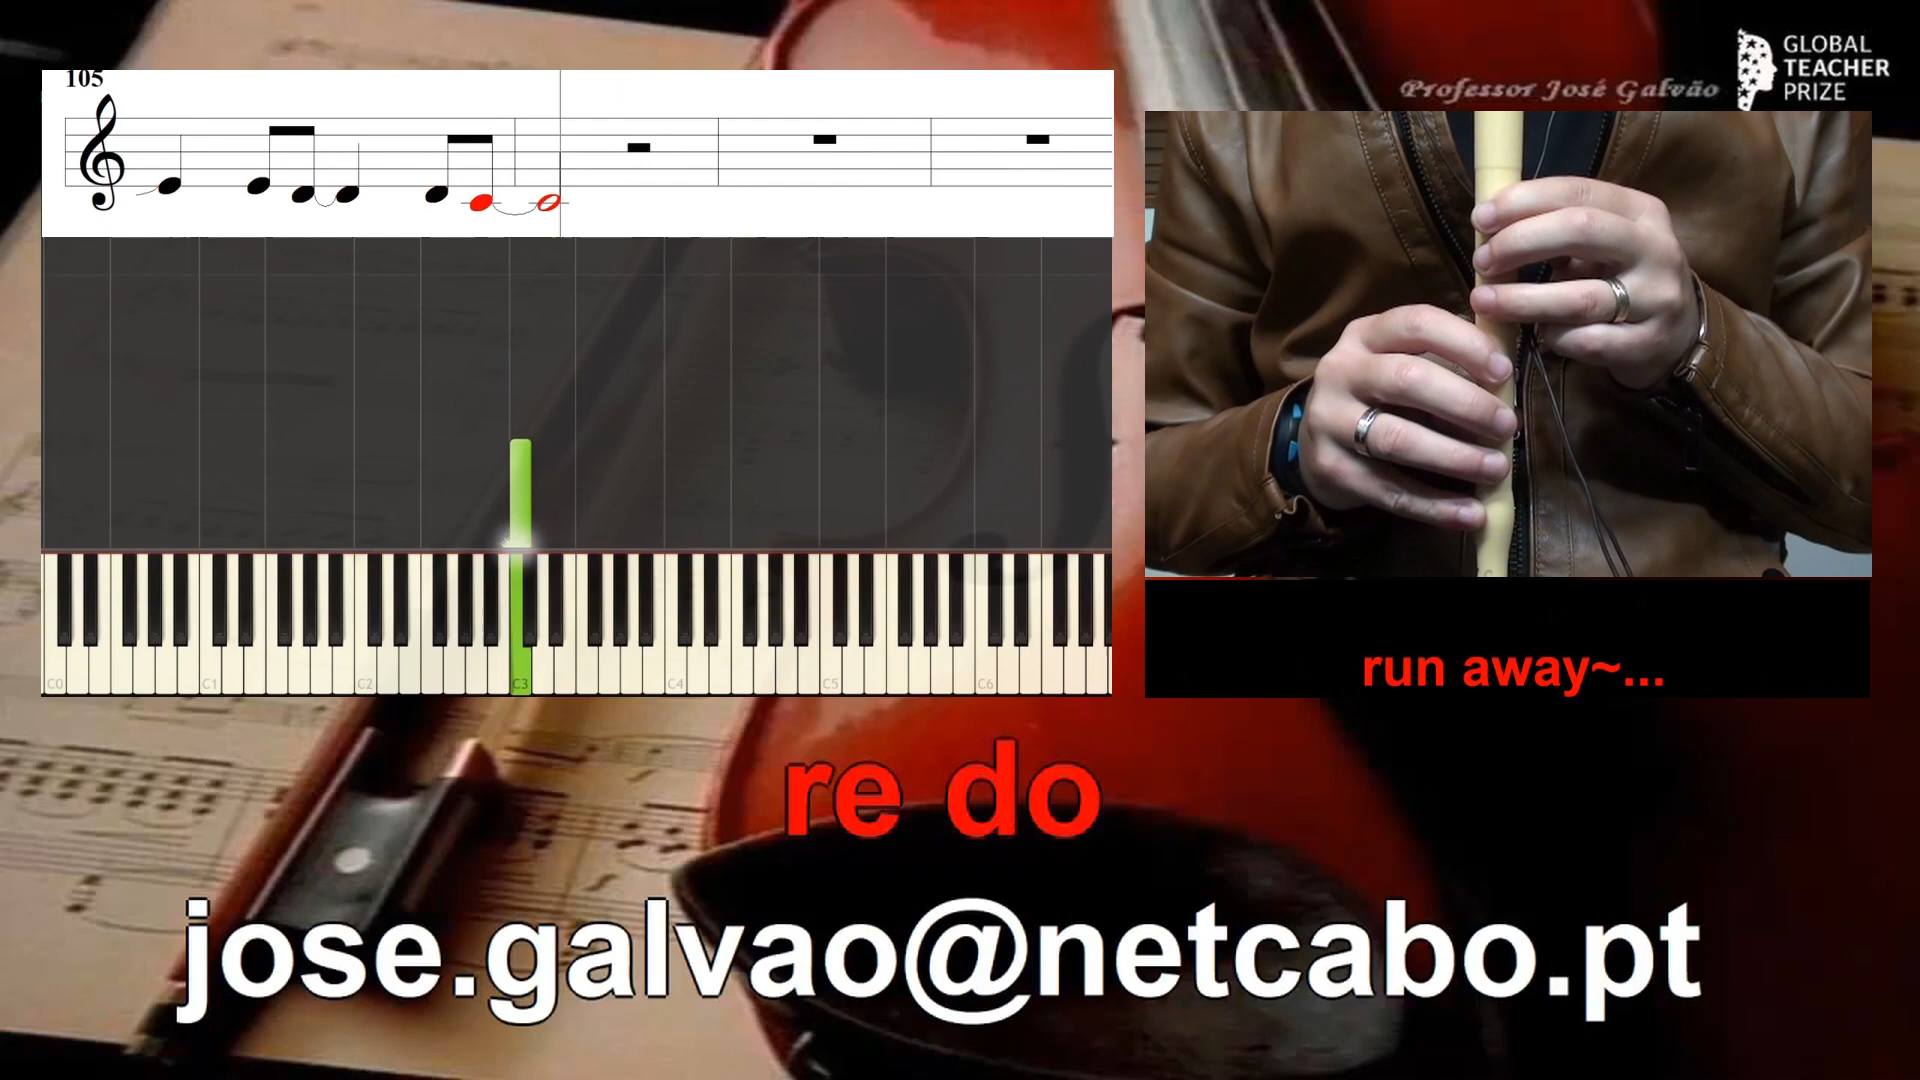 105
Professor José Galvão
GLOBAL
TEACHER
PRIZE
C0
C1
C2
C3
C4
C5
C6
C
run away~...
re do
jose.galvao@netcabo.pt